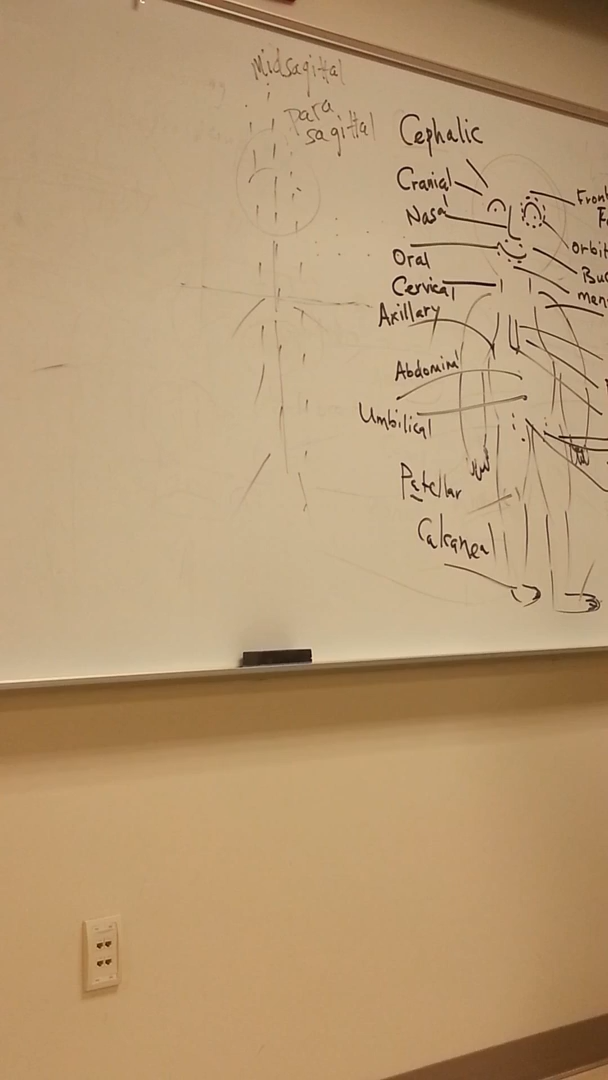 Midsagittal
para
sagittal
Cephalic
Cranial
Nasal
Oral
Cervical
Axillary
Abdominal
Umbilical
Patellar
Calcaneal
Front
F
orbit
Buc
men